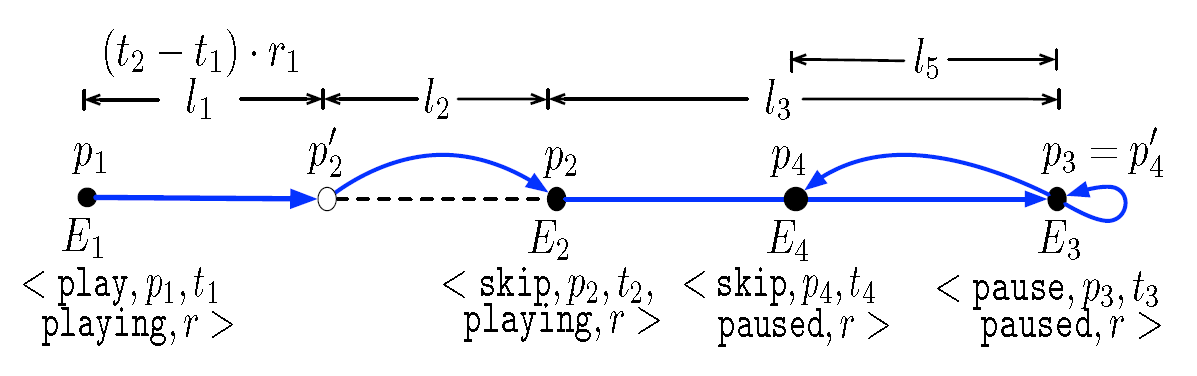 (t₂ − t₁) · r₁
l₅
l₁ l₂ l₃
p₁ p′₂ p₂ p₄ p₃ = p′₄
E₁ E₂ E₄ E₃
< play, p₁, t₁
playing, r >
< skip, p₂, t₂,
playing, r >
< skip, p₄, t₄
paused, r >
< pause, p₃, t₃
paused, r >